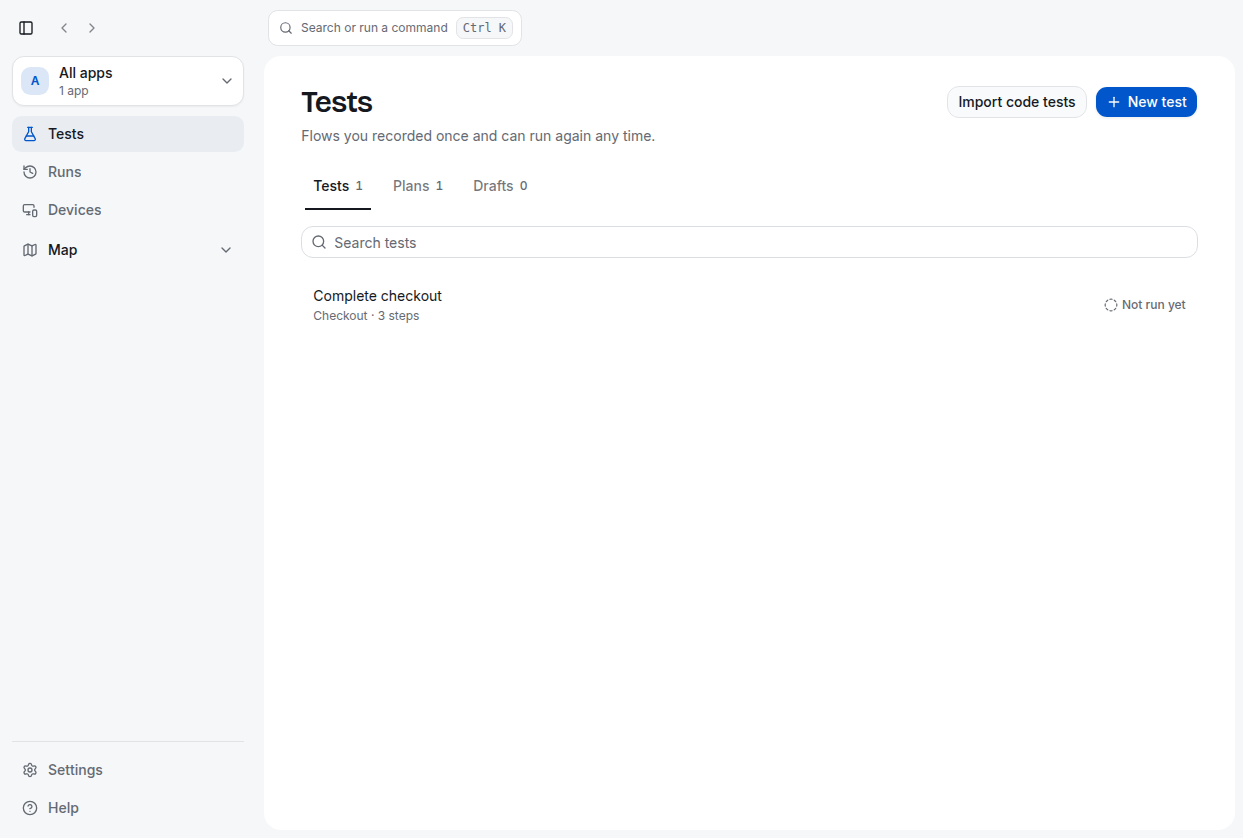 Search or run a command Ctrl K
A
All apps
1 app
Tests
Runs
Devices
Map
Settings
Help
Tests
Flows you recorded once and can run again any time.
Import code tests
New test
Tests 1
Plans 1
Drafts 0
Search tests
Complete checkout
Checkout · 3 steps
Not run yet